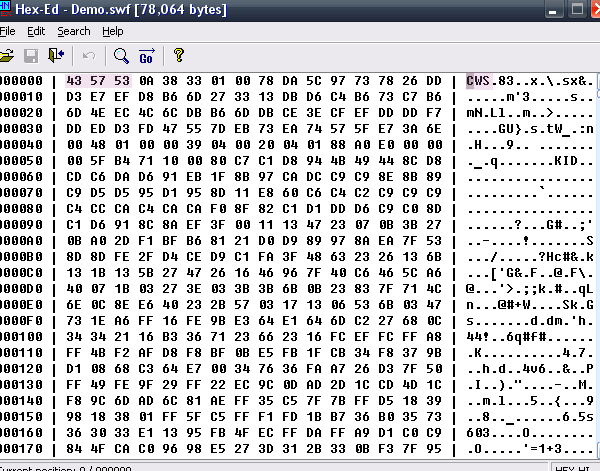 Hex-Ed - Demo.swf [78,064 bytes]
File Edit Search Help
Go ?
000000 | 43 57 53 0A 38 33 01 00 78 DA 5C 97 73 78 26 DD | CWS.83..x.\.sx&.
000010 | D3 E7 EF D8 B6 6D 27 33 13 DB D6 C4 B6 73 C7 B6 | .....m'3.....s..
000020 | 6D 4E EC 4C 6C DB B6 6D DB CE 3E CF EF DD DD F7 | mN.Ll..m..>.....
000030 | DD ED D3 FD 47 55 7D EB 73 EA 74 57 5F E7 3A 6E | ....GU}.s.tW_.:n
000040 | 00 48 01 00 00 39 04 00 20 04 01 88 A0 E0 00 00 | .H...9.. .......
000050 | 00 5F B4 71 10 00 80 C7 C1 D8 94 4B 49 44 8C D8 | ._.q.......KID..
000060 | CD C6 DA D6 91 EB 1F 8B 97 CA DC C9 C9 8E 8B 89 | ................
000070 | C9 D5 D5 95 D1 95 8D 11 E8 60 C6 C4 C2 C9 C9 C9 | .........`......
000080 | C4 CC CA C4 CA CA F0 8F 82 C1 D1 DD D6 C9 C0 8D | ................
000090 | C1 D6 91 8C 8A EF 3F 00 11 13 47 23 07 0B 3B 27 | ......?...G#..;'
0000A0 | 0B A0 2D F1 BF B6 81 21 D0 D9 89 97 8A EA 7F 53 | ..-....!.......S
0000B0 | 8D 8D FE 2F D4 CE D9 C1 FA 3F 48 63 23 26 13 6B | .../.....?Hc#&.k
0000C0 | 13 1B 13 5B 27 47 26 16 46 96 7F 40 C6 46 5C A6 | ...['G&.F..@.F\.
0000D0 | 40 07 1B 03 27 3E 03 3B 3B 6B 0B 23 83 7F 71 4C | @...'>.;;k.#..qL
0000E0 | 6E 0C 8E E6 40 23 2B 57 03 17 13 06 53 6B 03 47 | n...@#+W....Sk.G
0000F0 | 73 1E A6 FF 16 FE 9B E3 64 E1 64 6D C2 27 68 0C | s.......d.dm.'h.
000100 | 34 34 21 16 B3 36 71 23 66 23 16 FC EF FC FF A8 | 44!..6q#f#......
000110 | FF 4B F2 AF D8 F8 BF 0B E5 FB 1F CB 34 F8 37 9B | .K..........4.7.
000120 | D1 08 68 C3 64 E7 00 34 76 36 FA A7 26 D3 7F 50 | ..h.d..4v6..&..P
000130 | FF 49 FE 9F 29 FF 22 EC 9C 0D AD 2D 1C CD 4D 1C | .I..)."....-..M.
000140 | F8 9C 6D AD 6C 81 AE FF 35 C5 7F 7B FF D5 18 39 | ..m.l...5..{...9
000150 | 98 18 38 01 FF 5F C5 FF F1 FD 1B B7 36 B0 35 73 | ..8.._......6.5s
000160 | 36 30 33 E1 13 95 FB 4F EC FF DA FF A9 D1 C0 C9 | 603....O........
000170 | 84 4F CA C0 96 98 E5 27 3D 31 2B 33 0B F3 7F 95 | .O.....'=1+3....
Current position: 0 / 000000
HEX HI